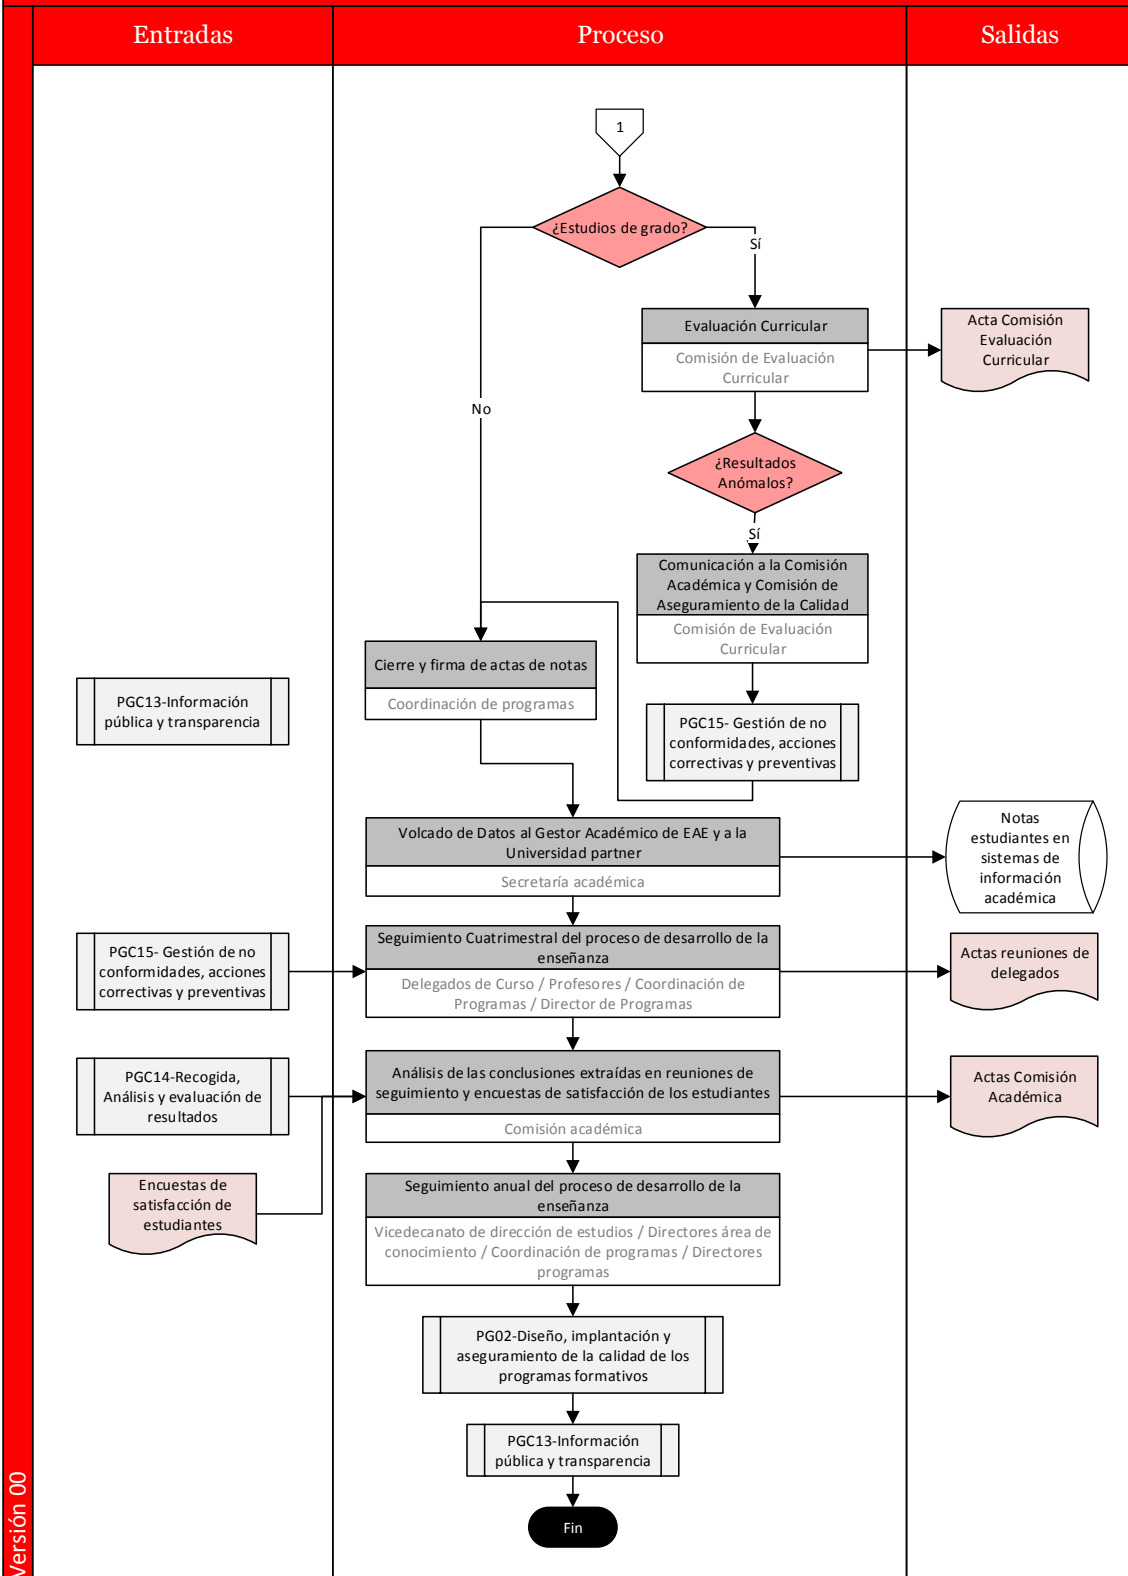 Entradas
Proceso
Salidas
1
¿Estudios de grado?
Sí
Evaluación Curricular
Comisión de Evaluación
Curricular
Acta Comisión
Evaluación
Curricular
No
¿Resultados
Anómalos?
Sí
Comunicación a la Comisión
Académica y Comisión de
Aseguramiento de la Calidad
Comisión de Evaluación
Curricular
Cierre y firma de actas de notas
Coordinación de programas
PGC13-Información
pública y transparencia
PGC15- Gestión de no
conformidades, acciones
correctivas y preventivas
Volcado de Datos al Gestor Académico de EAE y a la
Universidad partner
Secretaría académica
Notas
estudiantes en
sistemas de
información
académica
PGC15- Gestión de no
conformidades, acciones
correctivas y preventivas
Seguimiento Cuatrimestral del proceso de desarrollo de la
enseñanza
Delegados de Curso / Profesores / Coordinación de
Programas / Director de Programas
Actas reuniones de
delegados
PGC14-Recogida,
Análisis y evaluación de
resultados
Análisis de las conclusiones extraídas en reuniones de
seguimiento y encuestas de satisfacción de los estudiantes
Comisión académica
Actas Comisión
Académica
Encuestas de
satisfacción de
estudiantes
Seguimiento anual del proceso de desarrollo de la
enseñanza
Vicedecanato de dirección de estudios / Directores área de
conocimiento / Coordinación de programas / Directores
programas
PG02-Diseño, implantación y
aseguramiento de la calidad de los
programas formativos
PGC13-Información
pública y transparencia
Fin
Versión 00